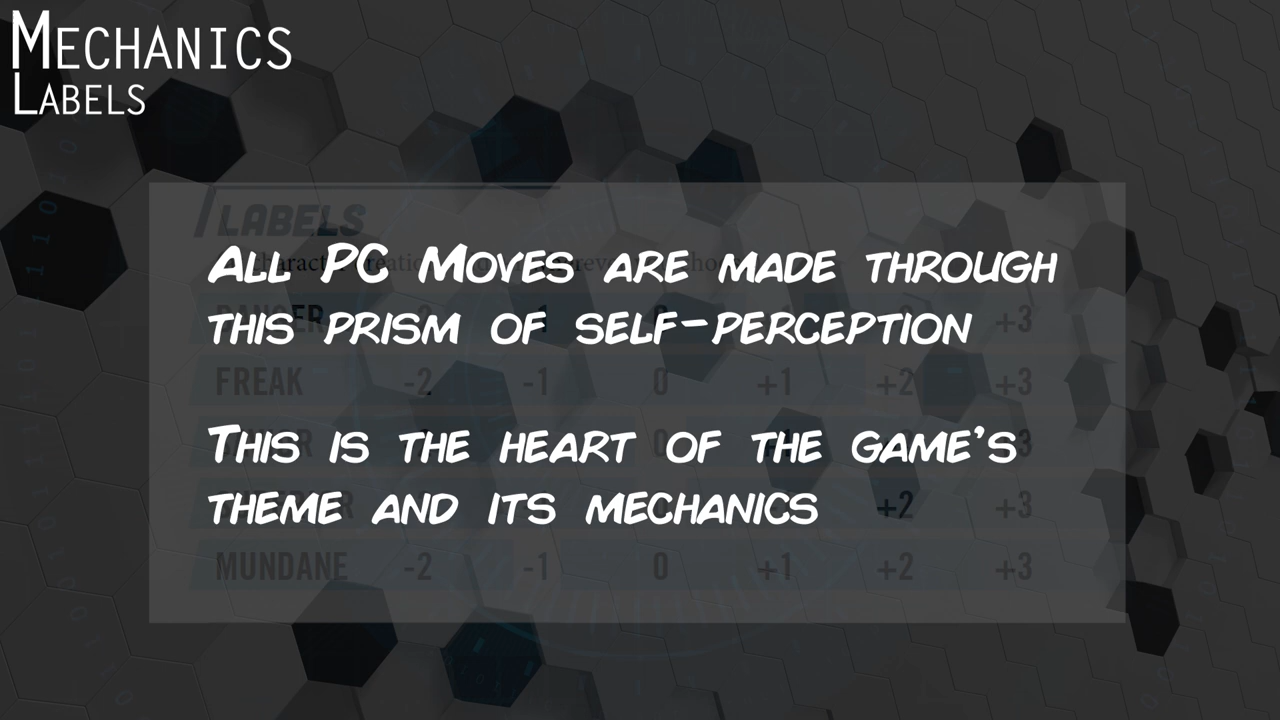 MECHANICS
LABELS
LABELS
ALL PC MOVES ARE MADE THROUGH
THIS PRISM OF SELF-PERCEPTION
+3
FREAK -2 -1 0 +1 +2 +3
THIS IS THE HEART OF THE GAME'S
THEME AND ITS MECHANICS
+2 +3
MUNDANE -2 -1 0 +1 +2 +3